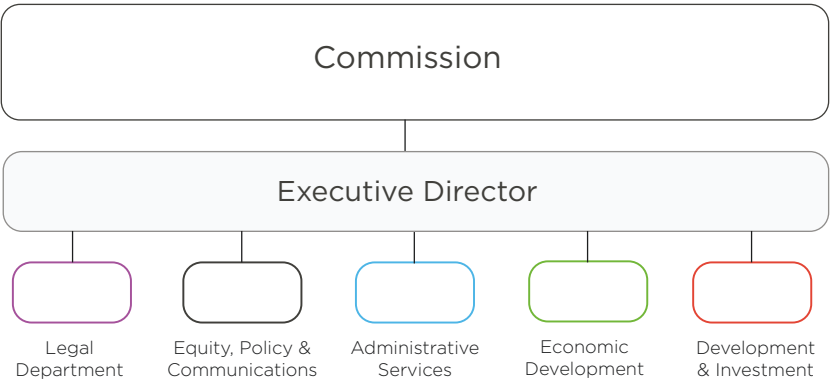 Commission
Executive Director
Legal
Department
Equity, Policy &
Communications
Administrative
Services
Economic
Development
Development
& Investment